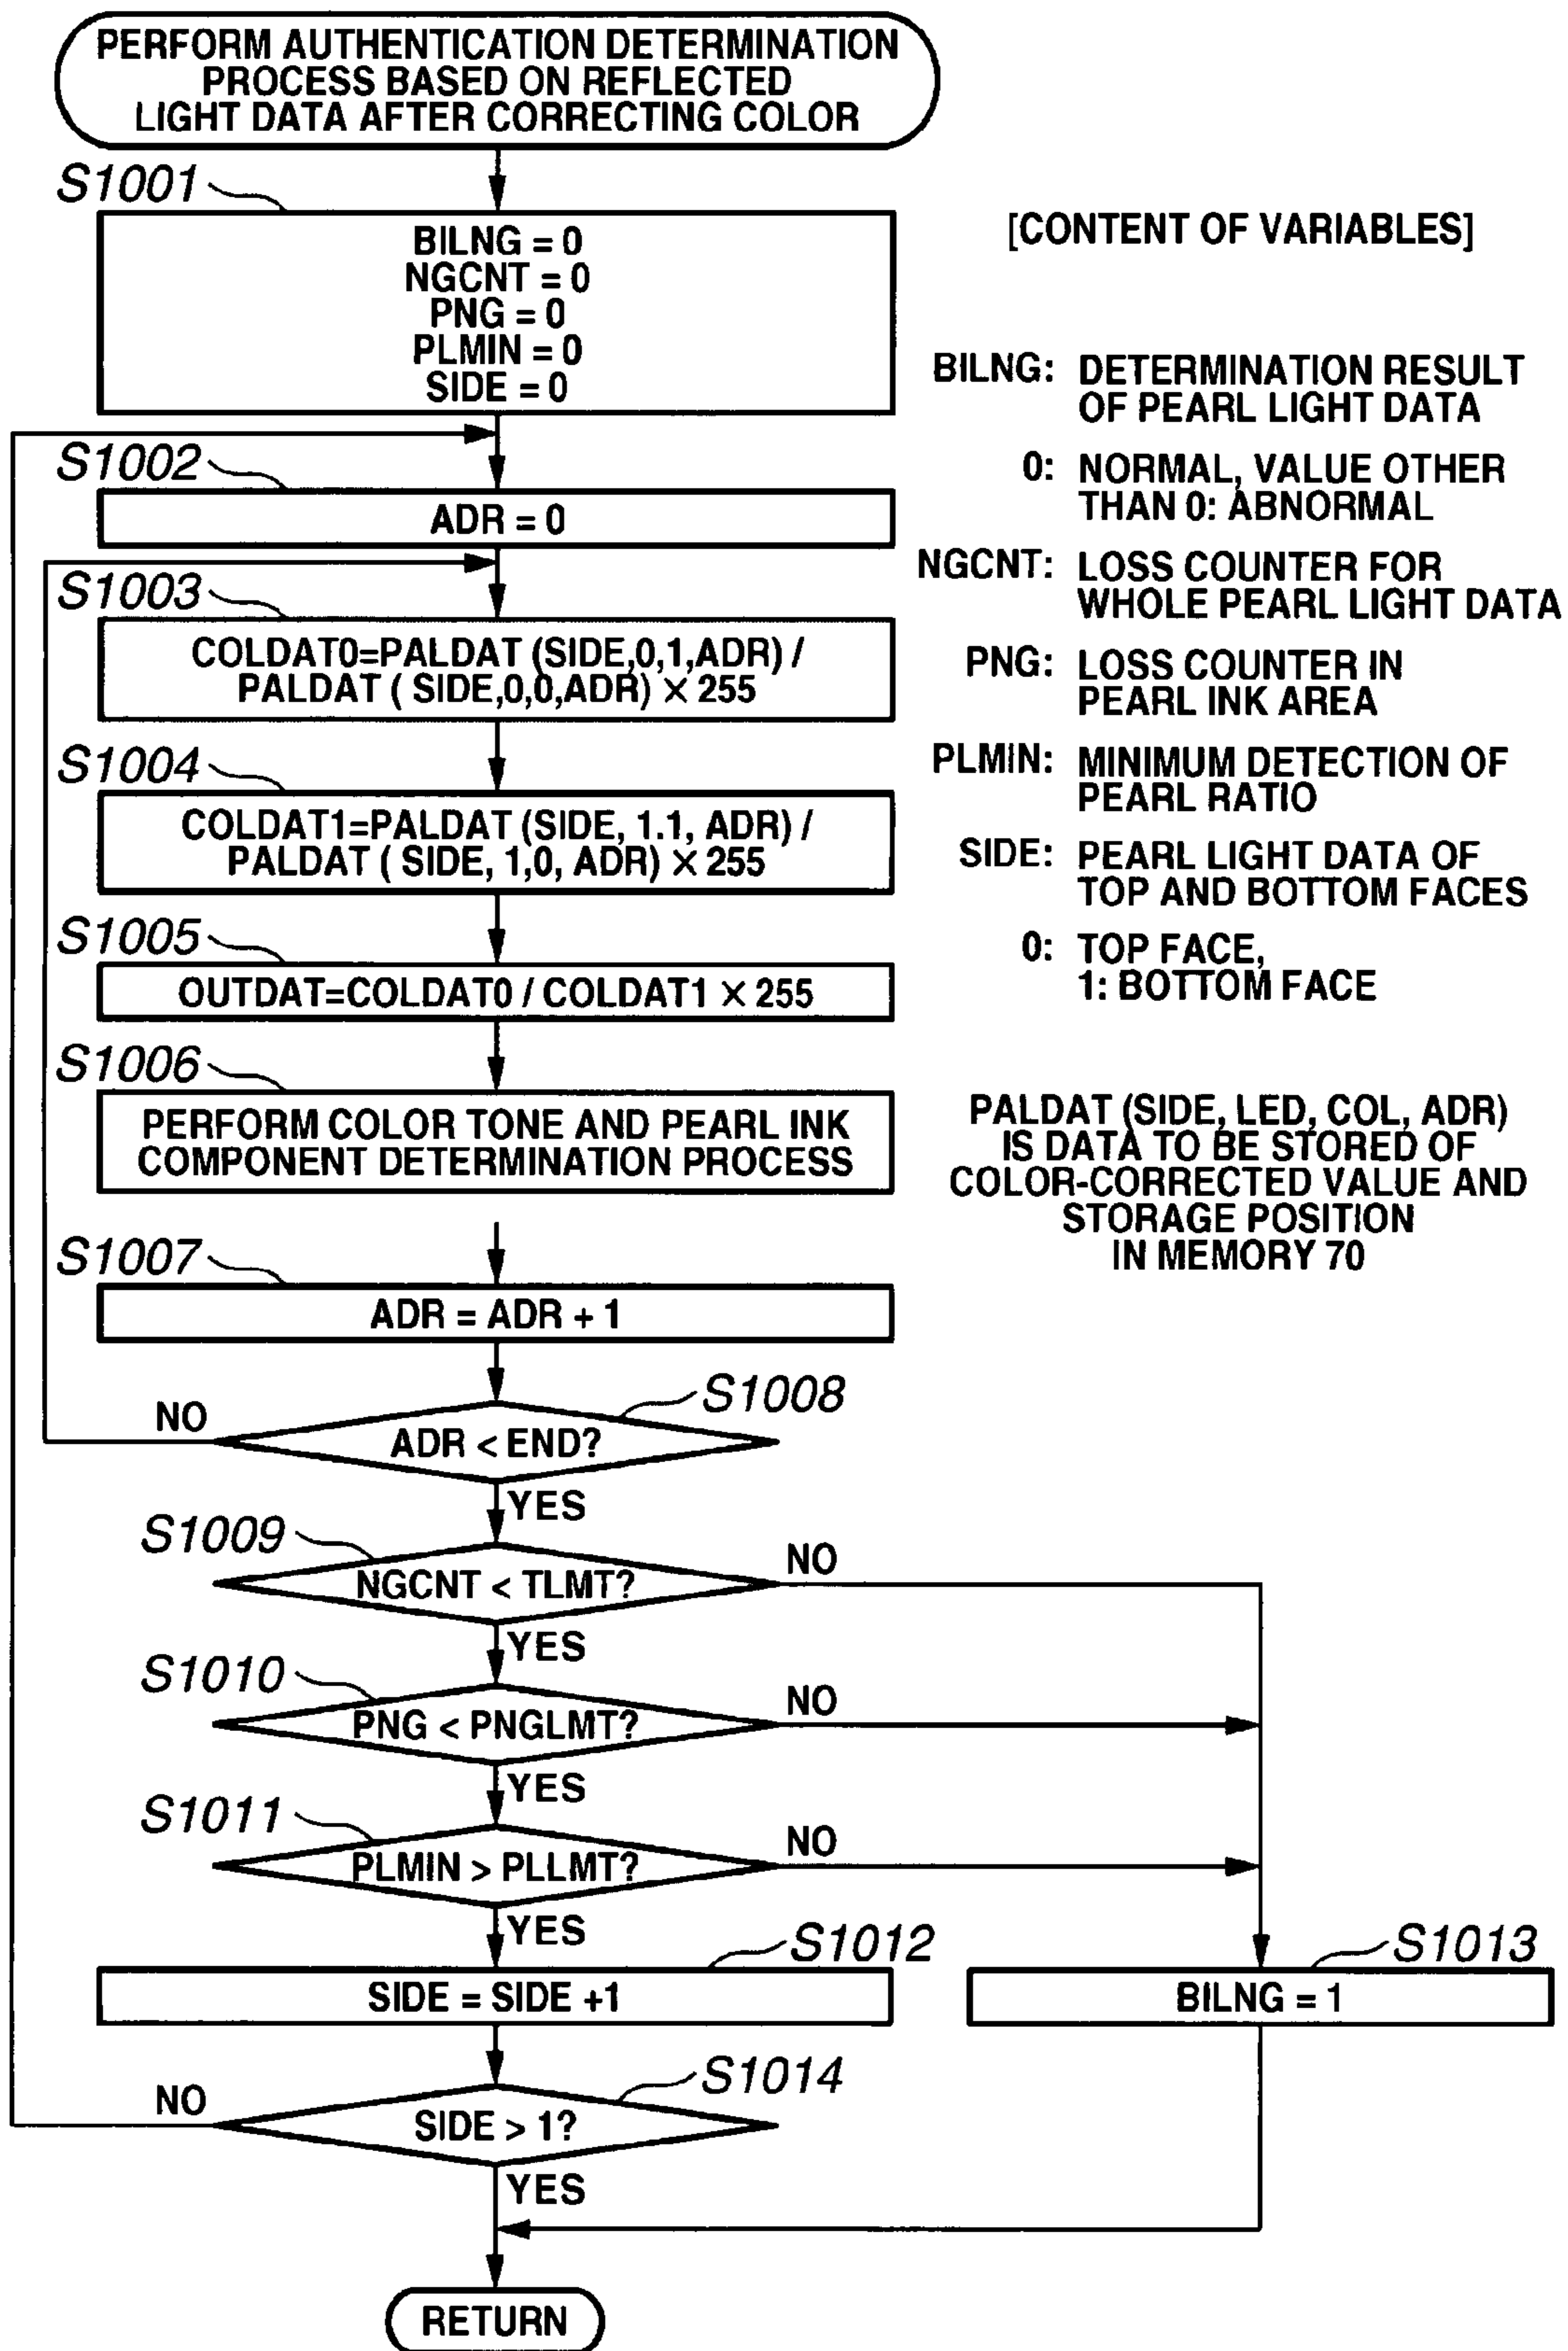 PERFORM AUTHENTICATION DETERMINATION
PROCESS BASED ON REFLECTED
LIGHT DATA AFTER CORRECTING COLOR
S1001
BILNG = 0
NGCNT = 0
PNG = 0
PLMIN = 0
SIDE = 0
S1002
ADR = 0
S1003
COLDAT0=PALDAT (SIDE,0,1,ADR) /
PALDAT ( SIDE,0,0,ADR) × 255
S1004
COLDAT1=PALDAT (SIDE, 1.1, ADR) /
PALDAT ( SIDE, 1,0, ADR) × 255
S1005
OUTDAT=COLDAT0 / COLDAT1 × 255
S1006
PERFORM COLOR TONE AND PEARL INK
COMPONENT DETERMINATION PROCESS
S1007
ADR = ADR + 1
S1008
NO
ADR < END?
YES
S1009
NO
NGCNT < TLMT?
YES
S1010
NO
PNG < PNGLMT?
YES
S1011
NO
PLMIN > PLLMT?
YES
S1012
SIDE = SIDE +1
S1013
BILNG = 1
S1014
NO
SIDE > 1?
YES
RETURN
[CONTENT OF VARIABLES]
BILNG: DETERMINATION RESULT
OF PEARL LIGHT DATA
0: NORMAL, VALUE OTHER
THAN 0: ABNORMAL
NGCNT: LOSS COUNTER FOR
WHOLE PEARL LIGHT DATA
PNG: LOSS COUNTER IN
PEARL INK AREA
PLMIN: MINIMUM DETECTION OF
PEARL RATIO
SIDE: PEARL LIGHT DATA OF
TOP AND BOTTOM FACES
0: TOP FACE,
1: BOTTOM FACE
PALDAT (SIDE, LED, COL, ADR)
IS DATA TO BE STORED OF
COLOR-CORRECTED VALUE AND
STORAGE POSITION
IN MEMORY 70